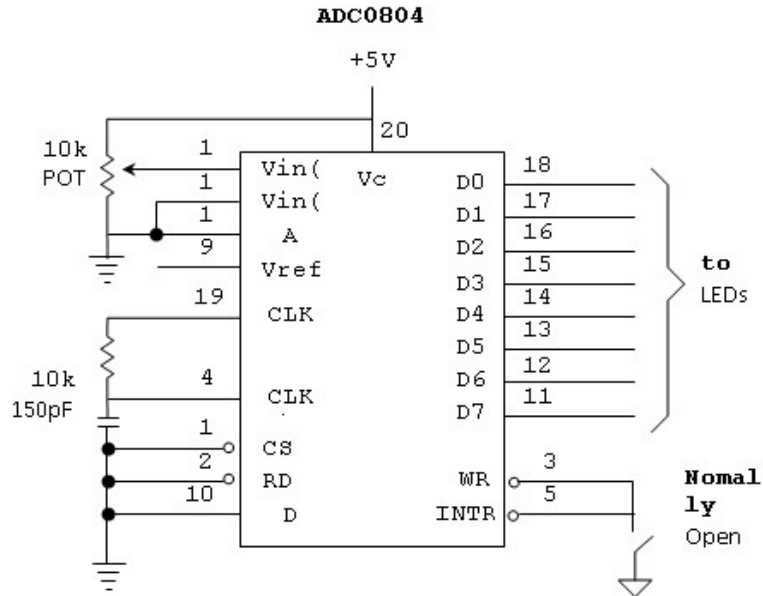 ADC0804
+5V
20
10k
POT
1
Vin(
Vc
1
Vin(
1
A
9
Vref
19
CLK
10k
150pF
4
CLK
1
CS
2
RD
10
D
D0
18
D1
17
D2
16
D3
15
D4
14
D5
13
D6
12
D7
11
to
LEDs
WR
3
INTR
5
Nomal
ly
Open